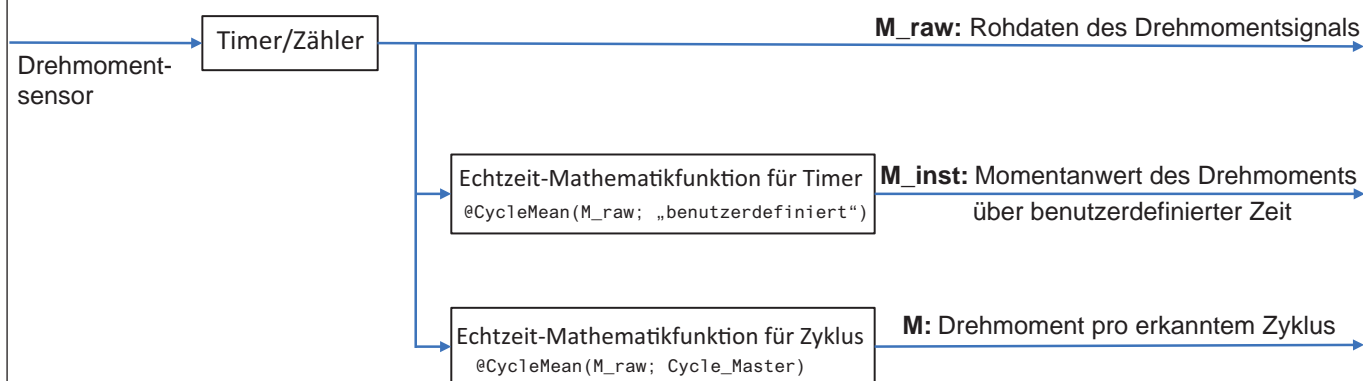 M_raw: Rohdaten des Drehmomentsignals
Timer/Zähler
Drehmoment-
sensor
Echtzeit-Mathematikfunktion für Timer
@CycleMean(M_raw; „benutzerdefiniert“)
M_inst: Momentanwert des Drehmoments
über benutzerdefinierter Zeit
Echtzeit-Mathematikfunktion für Zyklus
@CycleMean(M_raw; Cycle_Master)
M: Drehmoment pro erkanntem Zyklus